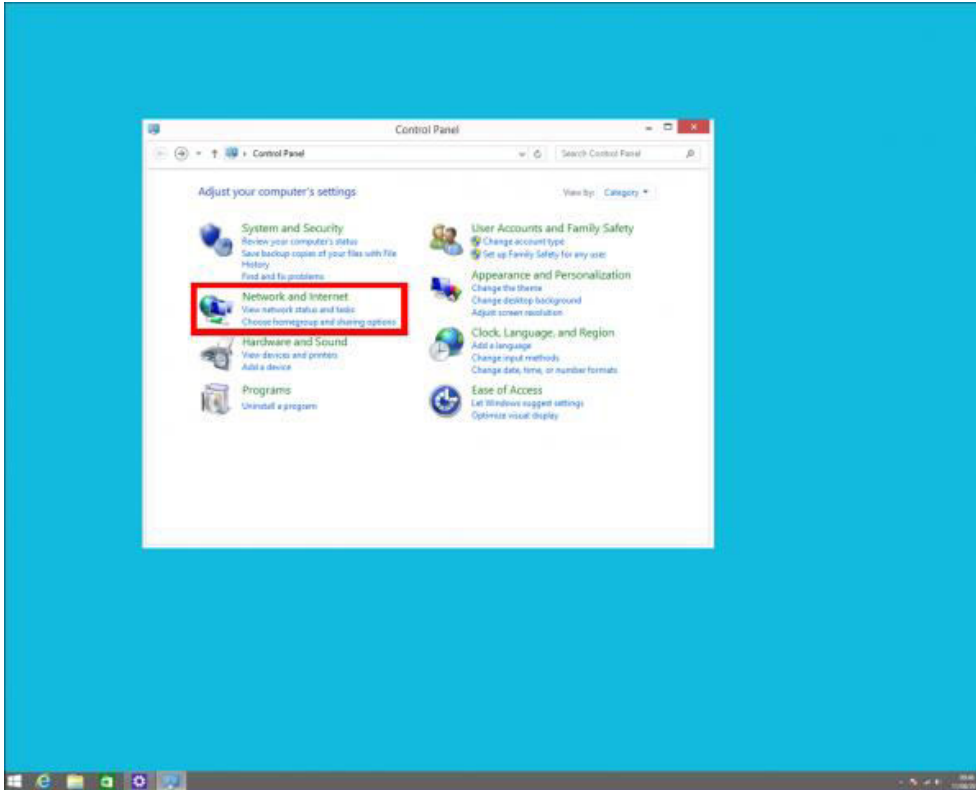 Control Panel
Control Panel
Search Control Panel
Adjust your computer's settings
View by: Category
System and Security
Review your computer's status
Save backup copies of your files with File
History
Find and fix problems
Network and Internet
View network status and tasks
Choose homegroup and sharing options
Hardware and Sound
View devices and printers
Add a device
Programs
Uninstall a program
User Accounts and Family Safety
Change account type
Set up Family Safety for any user
Appearance and Personalization
Change the theme
Change desktop background
Adjust screen resolution
Clock, Language, and Region
Add a language
Change input methods
Change date, time, or number formats
Ease of Access
Let Windows suggest settings
Optimize visual display